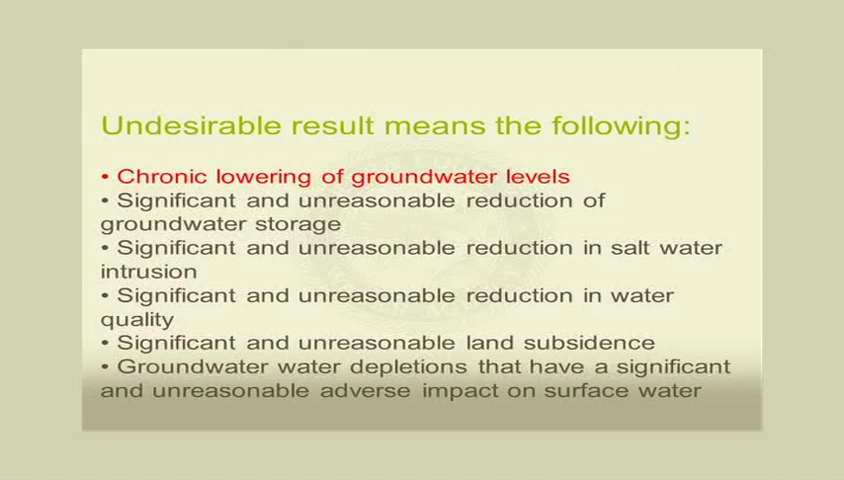 Undesirable result means the following:
• Chronic lowering of groundwater levels
• Significant and unreasonable reduction of
groundwater storage
• Significant and unreasonable reduction in salt water
intrusion
• Significant and unreasonable reduction in water
quality
• Significant and unreasonable land subsidence
• Groundwater water depletions that have a significant
and unreasonable adverse impact on surface water